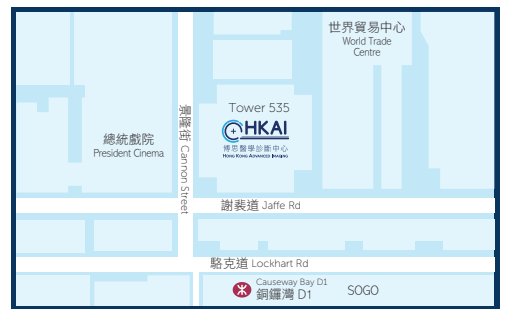 世界貿易中心
World Trade
Centre
Tower 535
HKAI
博思醫學診斷中心
HONG KONG ADVANCED IMAGING
總統戲院
President Cinema
景隆街 Cannon Street
謝斐道 Jaffe Rd
駱克道 Lockhart Rd
Causeway Bay D1
銅鑼灣 D1
SOGO